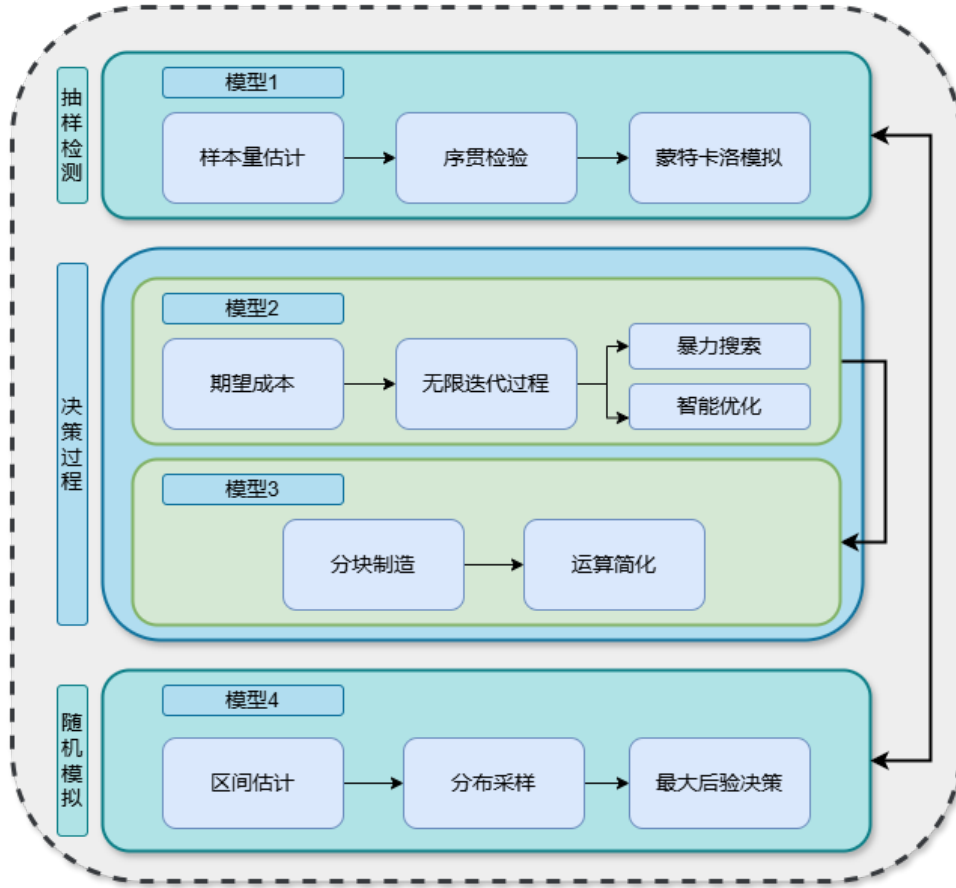 抽样检测
模型1
样本量估计
序贯检验
蒙特卡洛模拟
决策过程
模型2
期望成本
无限迭代过程
暴力搜索
智能优化
模型3
分块制造
运算简化
随机模拟
模型4
区间估计
分布采样
最大后验决策